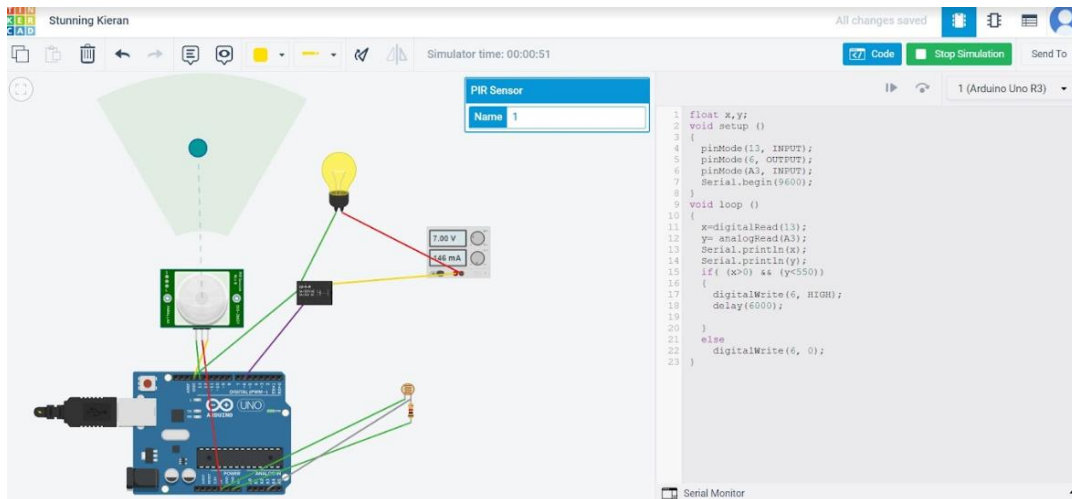 TIN
KER
CAD
Stunning Kieran
All changes saved
Simulator time: 00:00:51
Code
Stop Simulation
Send To
PIR Sensor
Name 1
1 (Arduino Uno R3)
7.00 V
146 mA
DIGITAL (PWM~)
UNO
ARDUINO
POWER
ANALOG IN
1 float x,y;
2 void setup ()
3 {
4 pinMode(13, INPUT);
5 pinMode(6, OUTPUT);
6 pinMode(A3, INPUT);
7 Serial.begin(9600);
8 }
9 void loop ()
10 {
11 x=digitalRead(13);
12 y= analogRead(A3);
13 Serial.println(x);
14 Serial.println(y);
15 if( (x>0) && (y<550))
16 {
17 digitalWrite(6, HIGH);
18 delay(6000);
19
20 }
21 else
22 digitalWrite(6, 0);
23 }
Serial Monitor